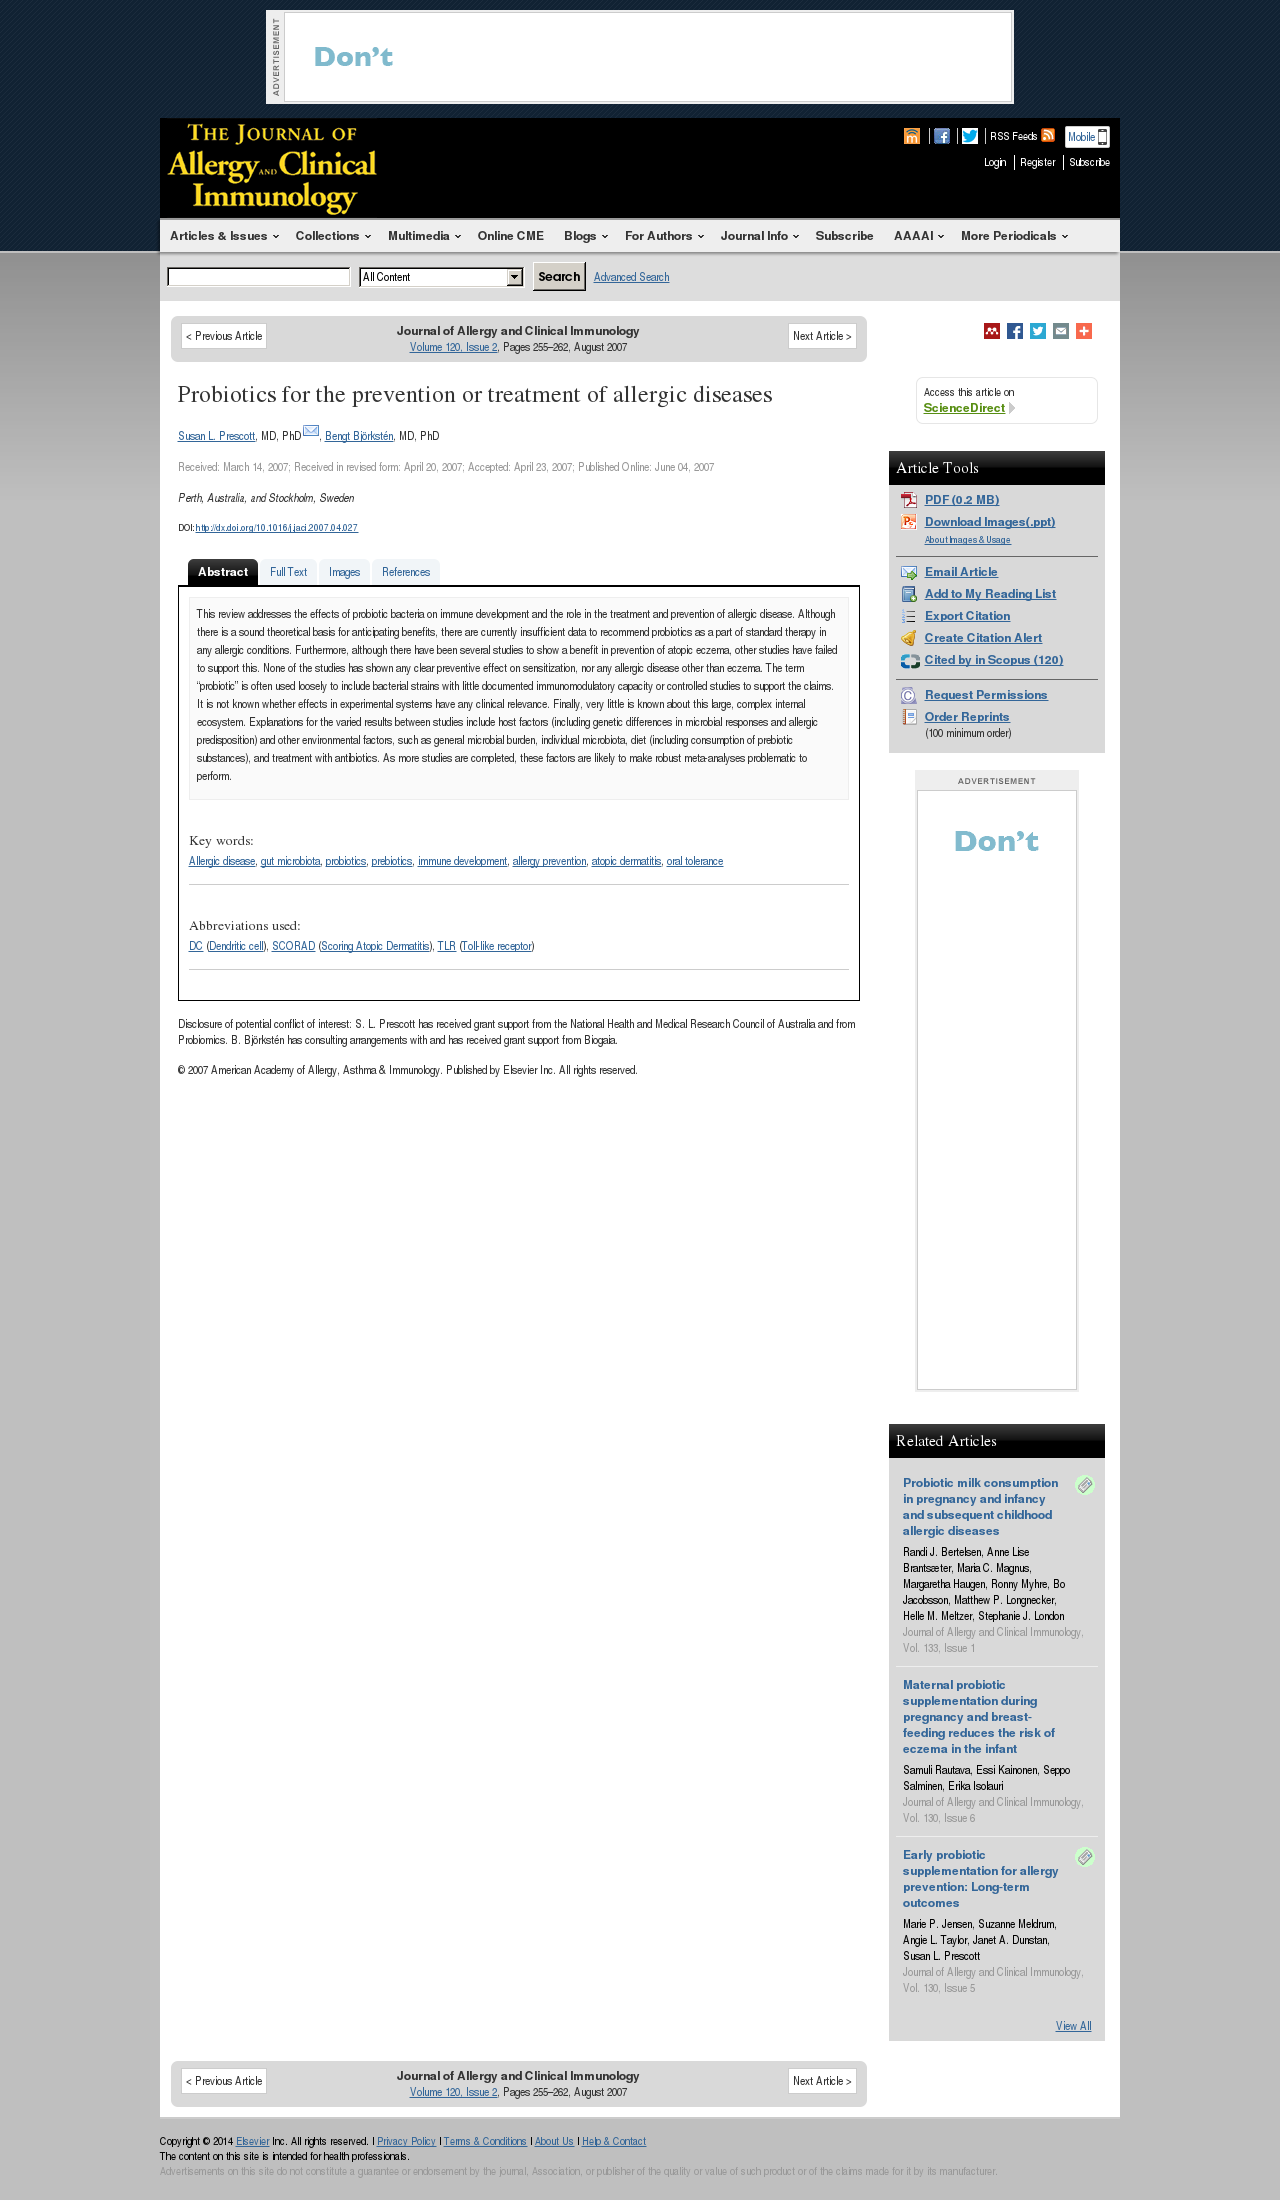 ADVERTISEMENT
Don't
THE JOURNAL OF
Allergy AND Clinical
Immunology
RSS Feeds
Mobile
Login
Register
Subscribe
Articles & Issues
Collections
Multimedia
Online CME
Blogs
For Authors
Journal Info
Subscribe
AAAAI
More Periodicals
All Content
Search
Advanced Search
< Previous Article
Journal of Allergy and Clinical Immunology
Volume 120, Issue 2, Pages 255–262, August 2007
Next Article >
Probiotics for the prevention or treatment of allergic diseases
Susan L. Prescott, MD, PhD, Bengt Björkstén, MD, PhD
Received: March 14, 2007; Received in revised form: April 20, 2007; Accepted: April 23, 2007; Published Online: June 04, 2007
Perth, Australia, and Stockholm, Sweden
DOI: http://dx.doi.org/10.1016/j.jaci.2007.04.027
Abstract
Full Text
Images
References
This review addresses the effects of probiotic bacteria on immune development and the role in the treatment and prevention of allergic disease. Although
there is a sound theoretical basis for anticipating benefits, there are currently insufficient data to recommend probiotics as a part of standard therapy in
any allergic conditions. Furthermore, although there have been several studies to show a benefit in prevention of atopic eczema, other studies have failed
to support this. None of the studies has shown any clear preventive effect on sensitization, nor any allergic disease other than eczema. The term
“probiotic” is often used loosely to include bacterial strains with little documented immunomodulatory capacity or controlled studies to support the claims.
It is not known whether effects in experimental systems have any clinical relevance. Finally, very little is known about this large, complex internal
ecosystem. Explanations for the varied results between studies include host factors (including genetic differences in microbial responses and allergic
predisposition) and other environmental factors, such as general microbial burden, individual microbiota, diet (including consumption of prebiotic
substances), and treatment with antibiotics. As more studies are completed, these factors are likely to make robust meta-analyses problematic to
perform.
Key words:
Allergic disease, gut microbiota, probiotics, prebiotics, immune development, allergy prevention, atopic dermatitis, oral tolerance
Abbreviations used:
DC (Dendritic cell), SCORAD (Scoring Atopic Dermatitis), TLR (Toll-like receptor)
Disclosure of potential conflict of interest: S. L. Prescott has received grant support from the National Health and Medical Research Council of Australia and from
Probiomics. B. Björkstén has consulting arrangements with and has received grant support from Biogaia.
© 2007 American Academy of Allergy, Asthma & Immunology. Published by Elsevier Inc. All rights reserved.
Access this article on
ScienceDirect
Article Tools
PDF (0.2 MB)
Download Images(.ppt)
About Images & Usage
Email Article
Add to My Reading List
Export Citation
Create Citation Alert
Cited by in Scopus (120)
Request Permissions
Order Reprints
(100 minimum order)
ADVERTISEMENT
Don't
Related Articles
Probiotic milk consumption
in pregnancy and infancy
and subsequent childhood
allergic diseases
Randi J. Bertelsen, Anne Lise
Brantsæter, Maria C. Magnus,
Margaretha Haugen, Ronny Myhre, Bo
Jacobsson, Matthew P. Longnecker,
Helle M. Meltzer, Stephanie J. London
Journal of Allergy and Clinical Immunology,
Vol. 133, Issue 1
Maternal probiotic
supplementation during
pregnancy and breast-
feeding reduces the risk of
eczema in the infant
Samuli Rautava, Essi Kainonen, Seppo
Salminen, Erika Isolauri
Journal of Allergy and Clinical Immunology,
Vol. 130, Issue 6
Early probiotic
supplementation for allergy
prevention: Long-term
outcomes
Marie P. Jensen, Suzanne Meldrum,
Angie L. Taylor, Janet A. Dunstan,
Susan L. Prescott
Journal of Allergy and Clinical Immunology,
Vol. 130, Issue 5
View All
< Previous Article
Journal of Allergy and Clinical Immunology
Volume 120, Issue 2, Pages 255–262, August 2007
Next Article >
Copyright © 2014 Elsevier Inc. All rights reserved. | Privacy Policy | Terms & Conditions | About Us | Help & Contact
The content on this site is intended for health professionals.
Advertisements on this site do not constitute a guarantee or endorsement by the journal, Association, or publisher of the quality or value of such product or of the claims made for it by its manufacturer.